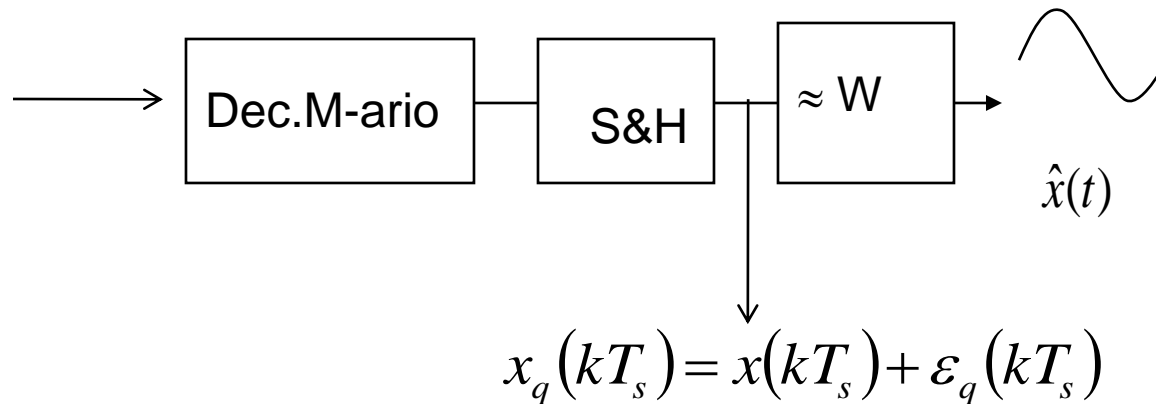 Dec.M-ario
S&H
≈ W
x̂(t)
x_q(kT_s) = x(kT_s) + ε_q(kT_s)